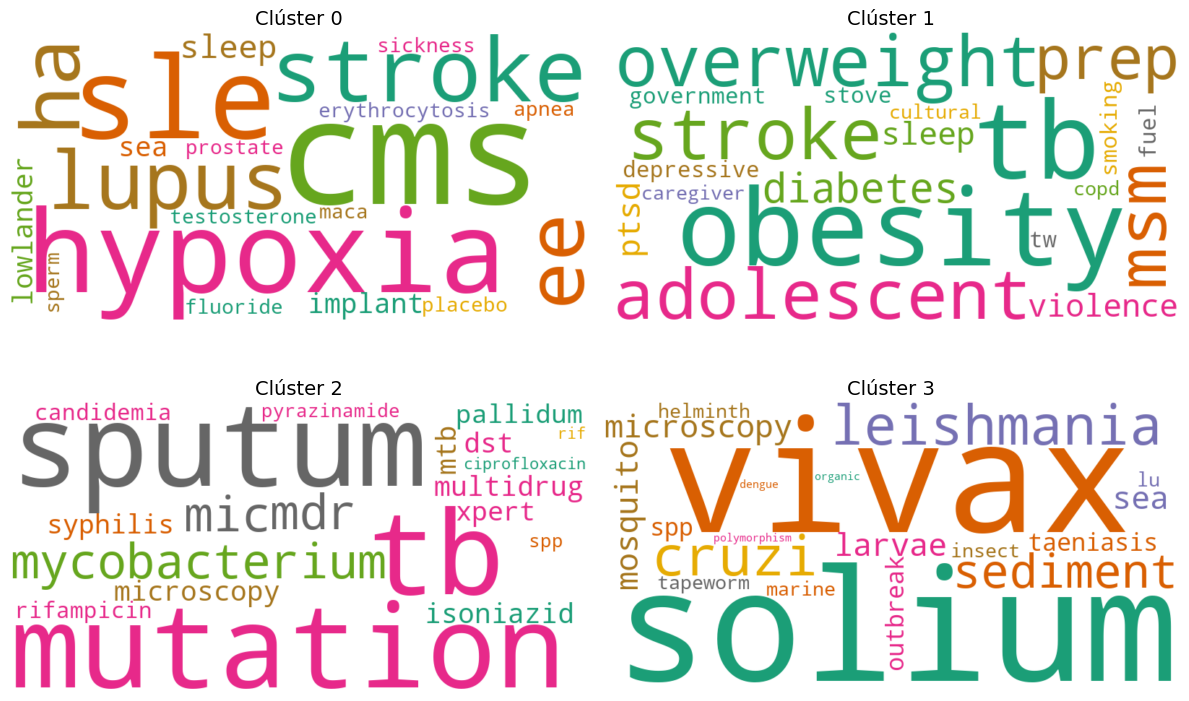 Clúster 0
sleep
sickness
ha
sle
stroke
erythrocytosis
apnea
sea
prostate
cms
lupus
lowlander
testosterone
maca
hypoxia
ee
sperm
fluoride
implant
placebo
Clúster 1
overweight
prep
government
stove
cultural
smoking
fuel
stroke
sleep
tb
depressive
ptsd
caregiver
diabetes
copd
msm
obesity
tw
adolescent
violence
Clúster 2
candidemia
pyrazinamide
pallidum
sputum
mtb
dst
rif
ciprofloxacin
multidrug
syphilis
mic
mdr
xpert
spp
mycobacterium
tb
microscopy
rifampicin
isoniazid
mutation
Clúster 3
helminth
microscopy
leishmania
mosquito
vivax
dengue
organic
lu
sea
spp
polymorphism
cruzi
larvae
insect
taeniasis
tapeworm
marine
outbreak
sediment
solium